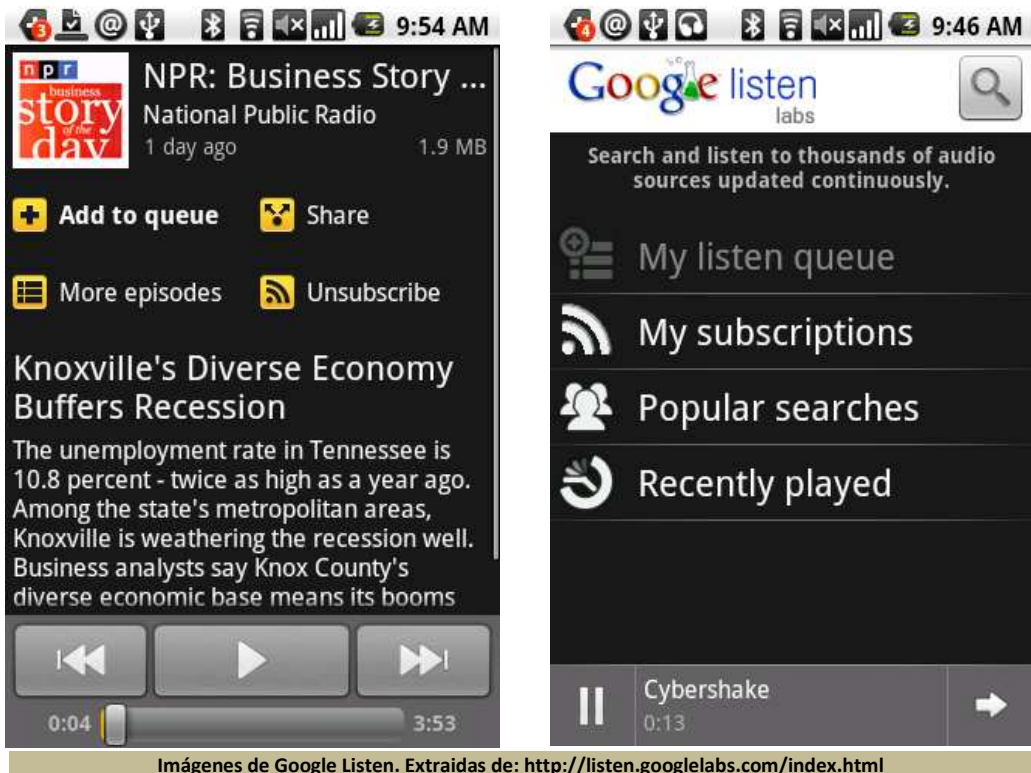 9:54 AM
npr
business
story
of the
day
NPR: Business Story ...
National Public Radio
1 day ago 1.9 MB
Add to queue Share
More episodes Unsubscribe
Knoxville's Diverse Economy
Buffers Recession
The unemployment rate in Tennessee is
10.8 percent - twice as high as a year ago.
Among the state's metropolitan areas,
Knoxville is weathering the recession well.
Business analysts say Knox County's
diverse economic base means its booms
0:04 3:53
9:46 AM
Google listen
labs
Search and listen to thousands of audio
sources updated continuously.
My listen queue
My subscriptions
Popular searches
Recently played
Cybershake
0:13
Imágenes de Google Listen. Extraidas de: http://listen.googlelabs.com/index.html